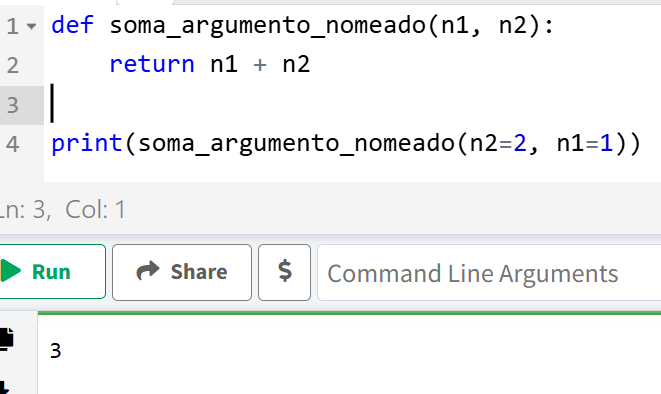 1 def soma_argumento_nomeado(n1, n2):
2 return n1 + n2
3
4 print(soma_argumento_nomeado(n2=2, n1=1))
Ln: 3, Col: 1
Run Share $ Command Line Arguments
3